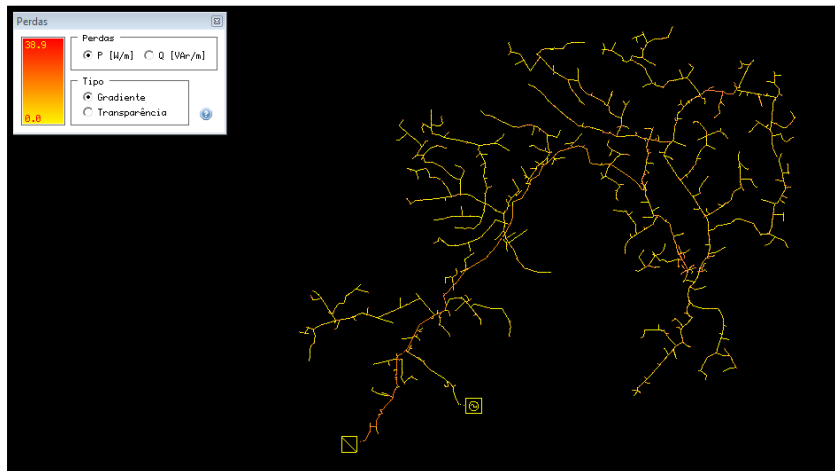 Perdas
38.9
0.0
Perdas
P [W/m] Q [VAr/m]
Tipo
Gradiente
Transparência